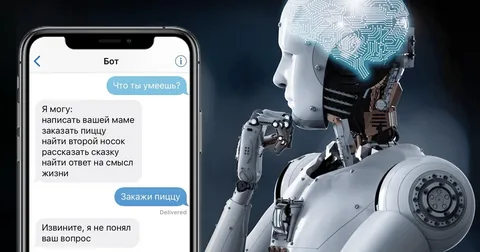 Бот
Что ты умеешь?
Я могу:
написать вашей маме
заказать пиццу
найти второй носок
рассказать сказку
найти ответ на смысл
жизни
Закажи пиццу
Delivered
Извините, я не понял
ваш вопрос